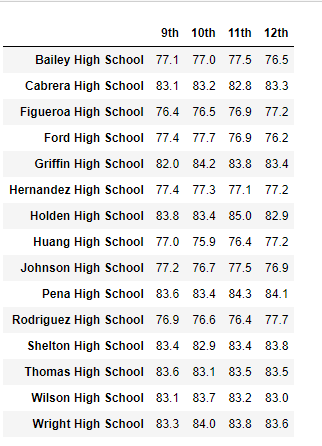 9th 10th 11th 12th
Bailey High School 77.1 77.0 77.5 76.5
Cabrera High School 83.1 83.2 82.8 83.3
Figueroa High School 76.4 76.5 76.9 77.2
Ford High School 77.4 77.7 76.9 76.2
Griffin High School 82.0 84.2 83.8 83.4
Hernandez High School 77.4 77.3 77.1 77.2
Holden High School 83.8 83.4 85.0 82.9
Huang High School 77.0 75.9 76.4 77.2
Johnson High School 77.2 76.7 77.5 76.9
Pena High School 83.6 83.4 84.3 84.1
Rodriguez High School 76.9 76.6 76.4 77.7
Shelton High School 83.4 82.9 83.4 83.8
Thomas High School 83.6 83.1 83.5 83.5
Wilson High School 83.1 83.7 83.2 83.0
Wright High School 83.3 84.0 83.8 83.6